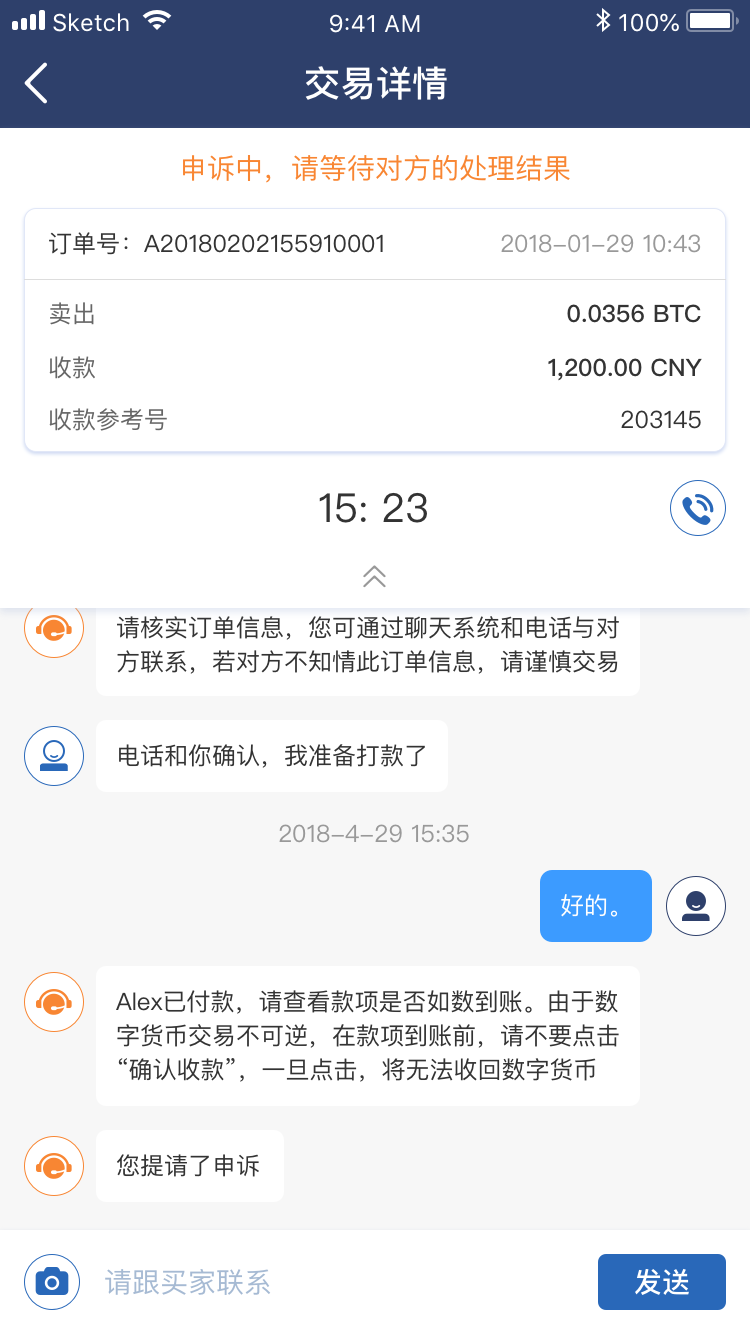 Sketch 9:41 AM 100%
交易详情
申诉中，请等待对方的处理结果
订单号：A20180202155910001 2018-01-29 10:43
卖出 0.0356 BTC
收款 1,200.00 CNY
收款参考号 203145
15: 23
请核实订单信息，您可通过聊天系统和电话与对
方联系，若对方不知情此订单信息，请谨慎交易
电话和你确认，我准备打款了
2018-4-29 15:35
好的。
Alex已付款，请查看款项是否如数到账。由于数
字货币交易不可逆，在款项到账前，请不要点击
“确认收款”，一旦点击，将无法收回数字货币
您提请了申诉
请跟买家联系
发送